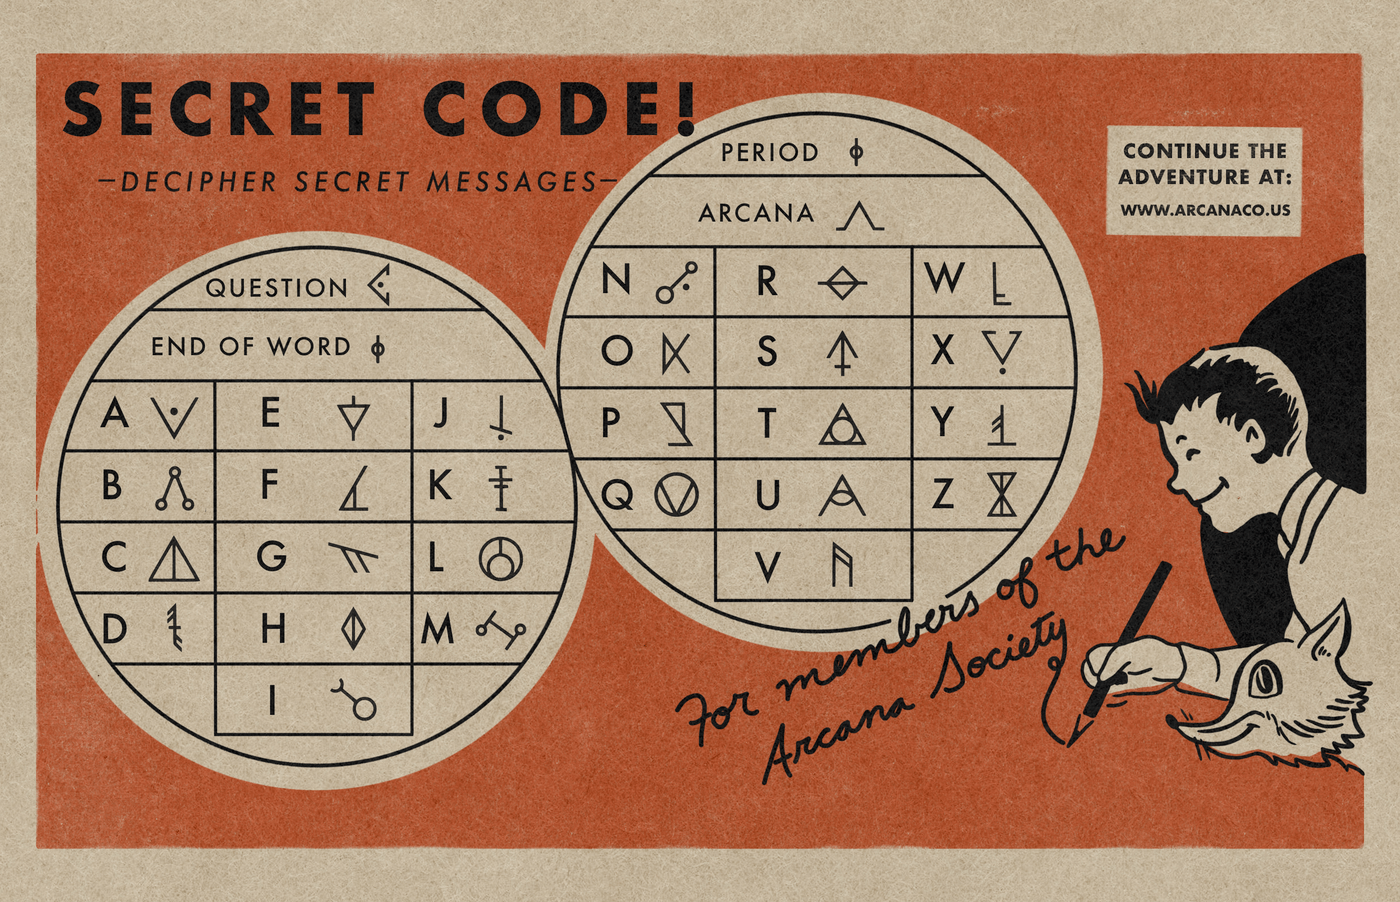 SECRET CODE!
–DECIPHER SECRET MESSAGES–
QUESTION
END OF WORD
A E J
B F K
C G L
D H M
I
PERIOD
ARCANA
N R W
O S X
P T Y
Q U Z
V
CONTINUE THE
ADVENTURE AT:
WWW.ARCANACO.US
For members of the
Arcana Society